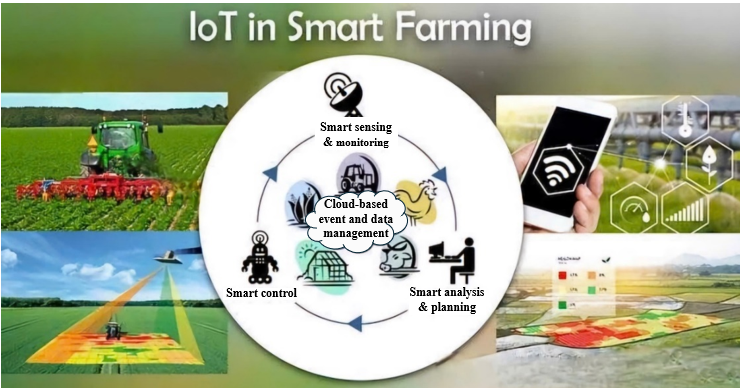 IoT in Smart Farming
Smart sensing
& monitoring
Cloud-based
event and data
management
Smart control
Smart analysis
& planning